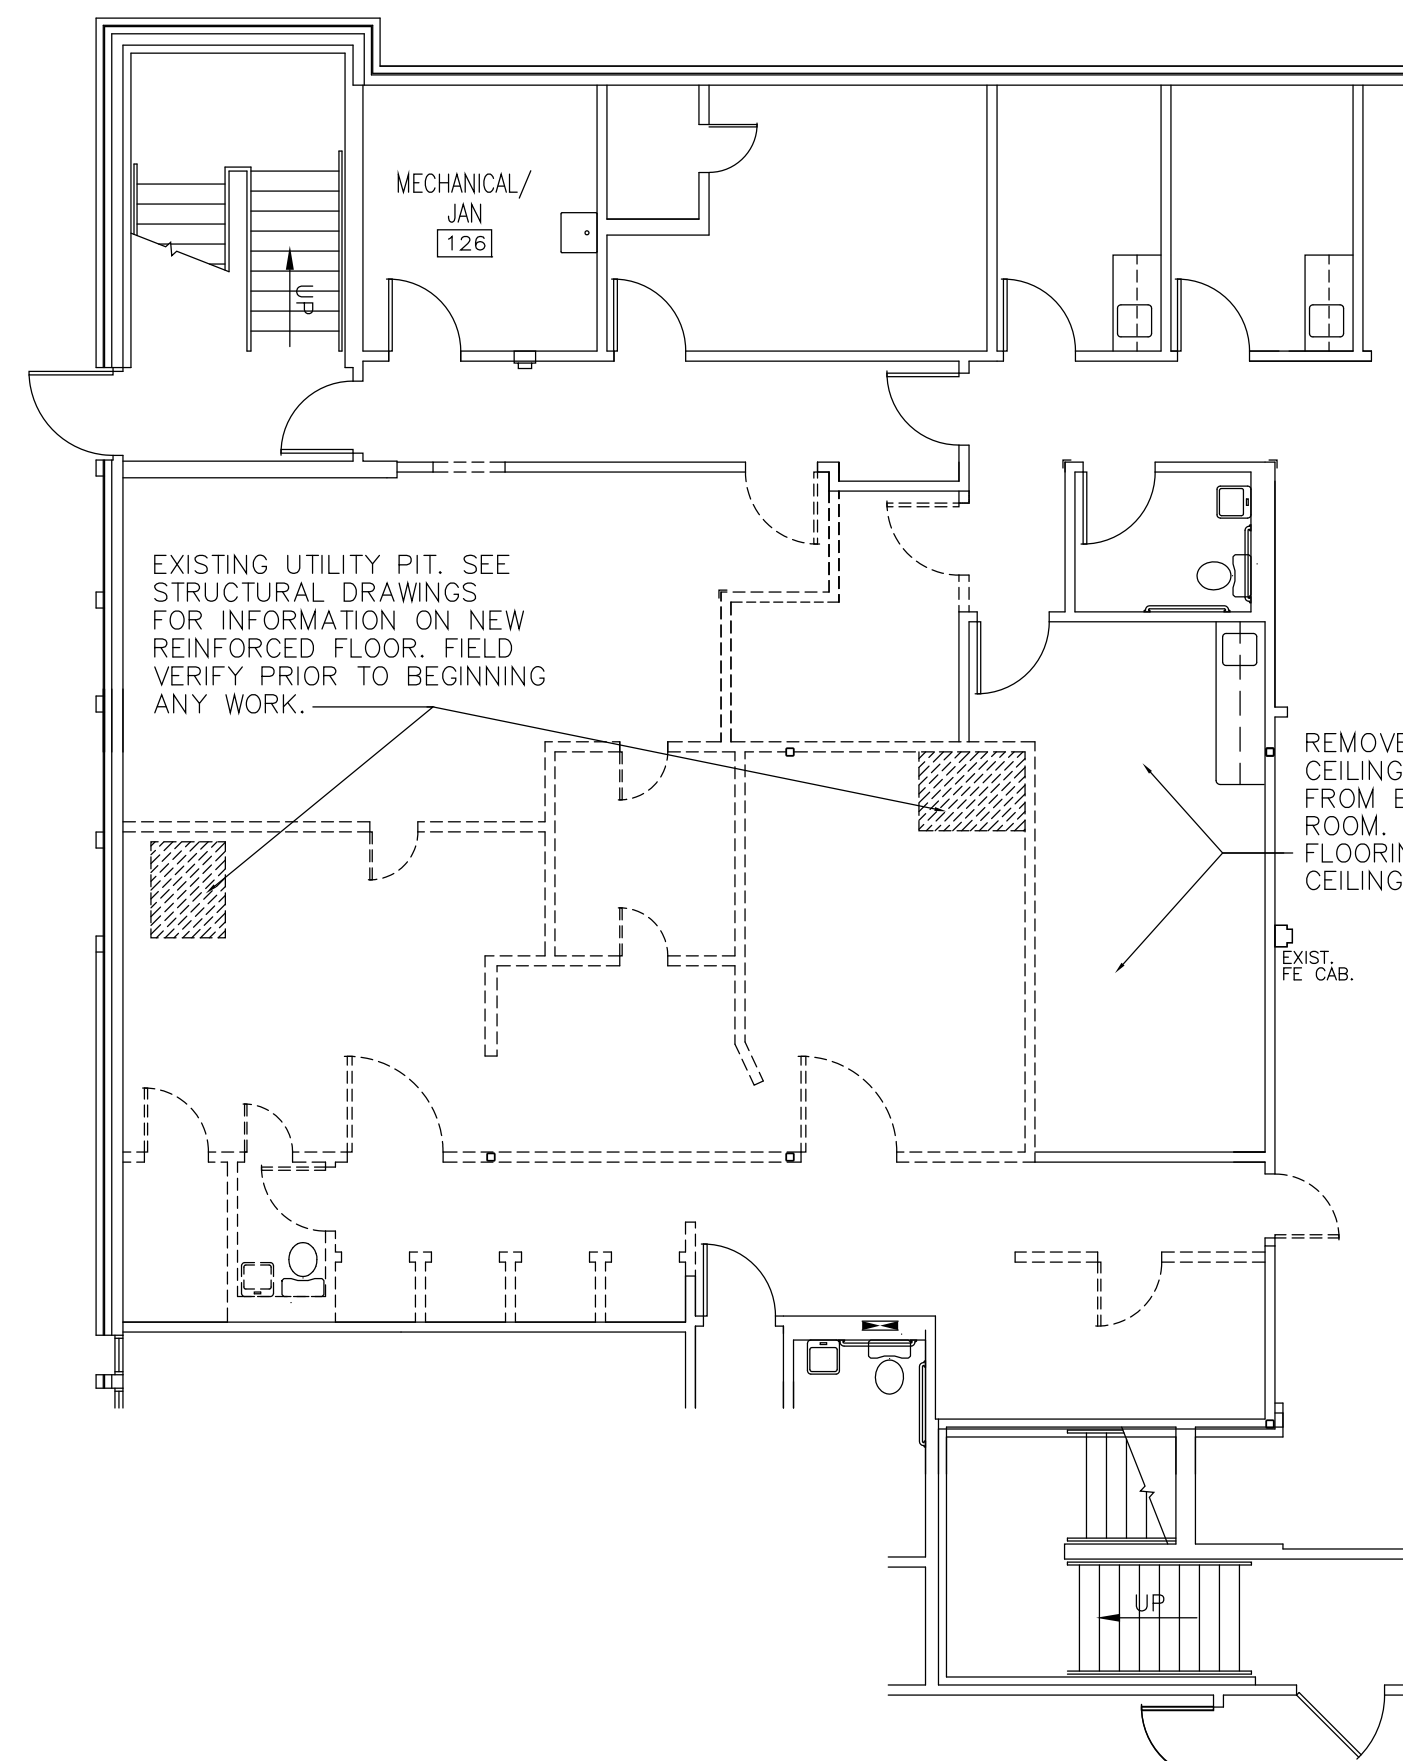 MECHANICAL/
JAN
126
UP
EXISTING UTILITY PIT. SEE
STRUCTURAL DRAWINGS
FOR INFORMATION ON NEW
REINFORCED FLOOR. FIELD
VERIFY PRIOR TO BEGINNING
ANY WORK.
REMOVE
CEILING
FROM E
ROOM.
FLOORIN
CEILING
EXIST.
FE CAB.
UP